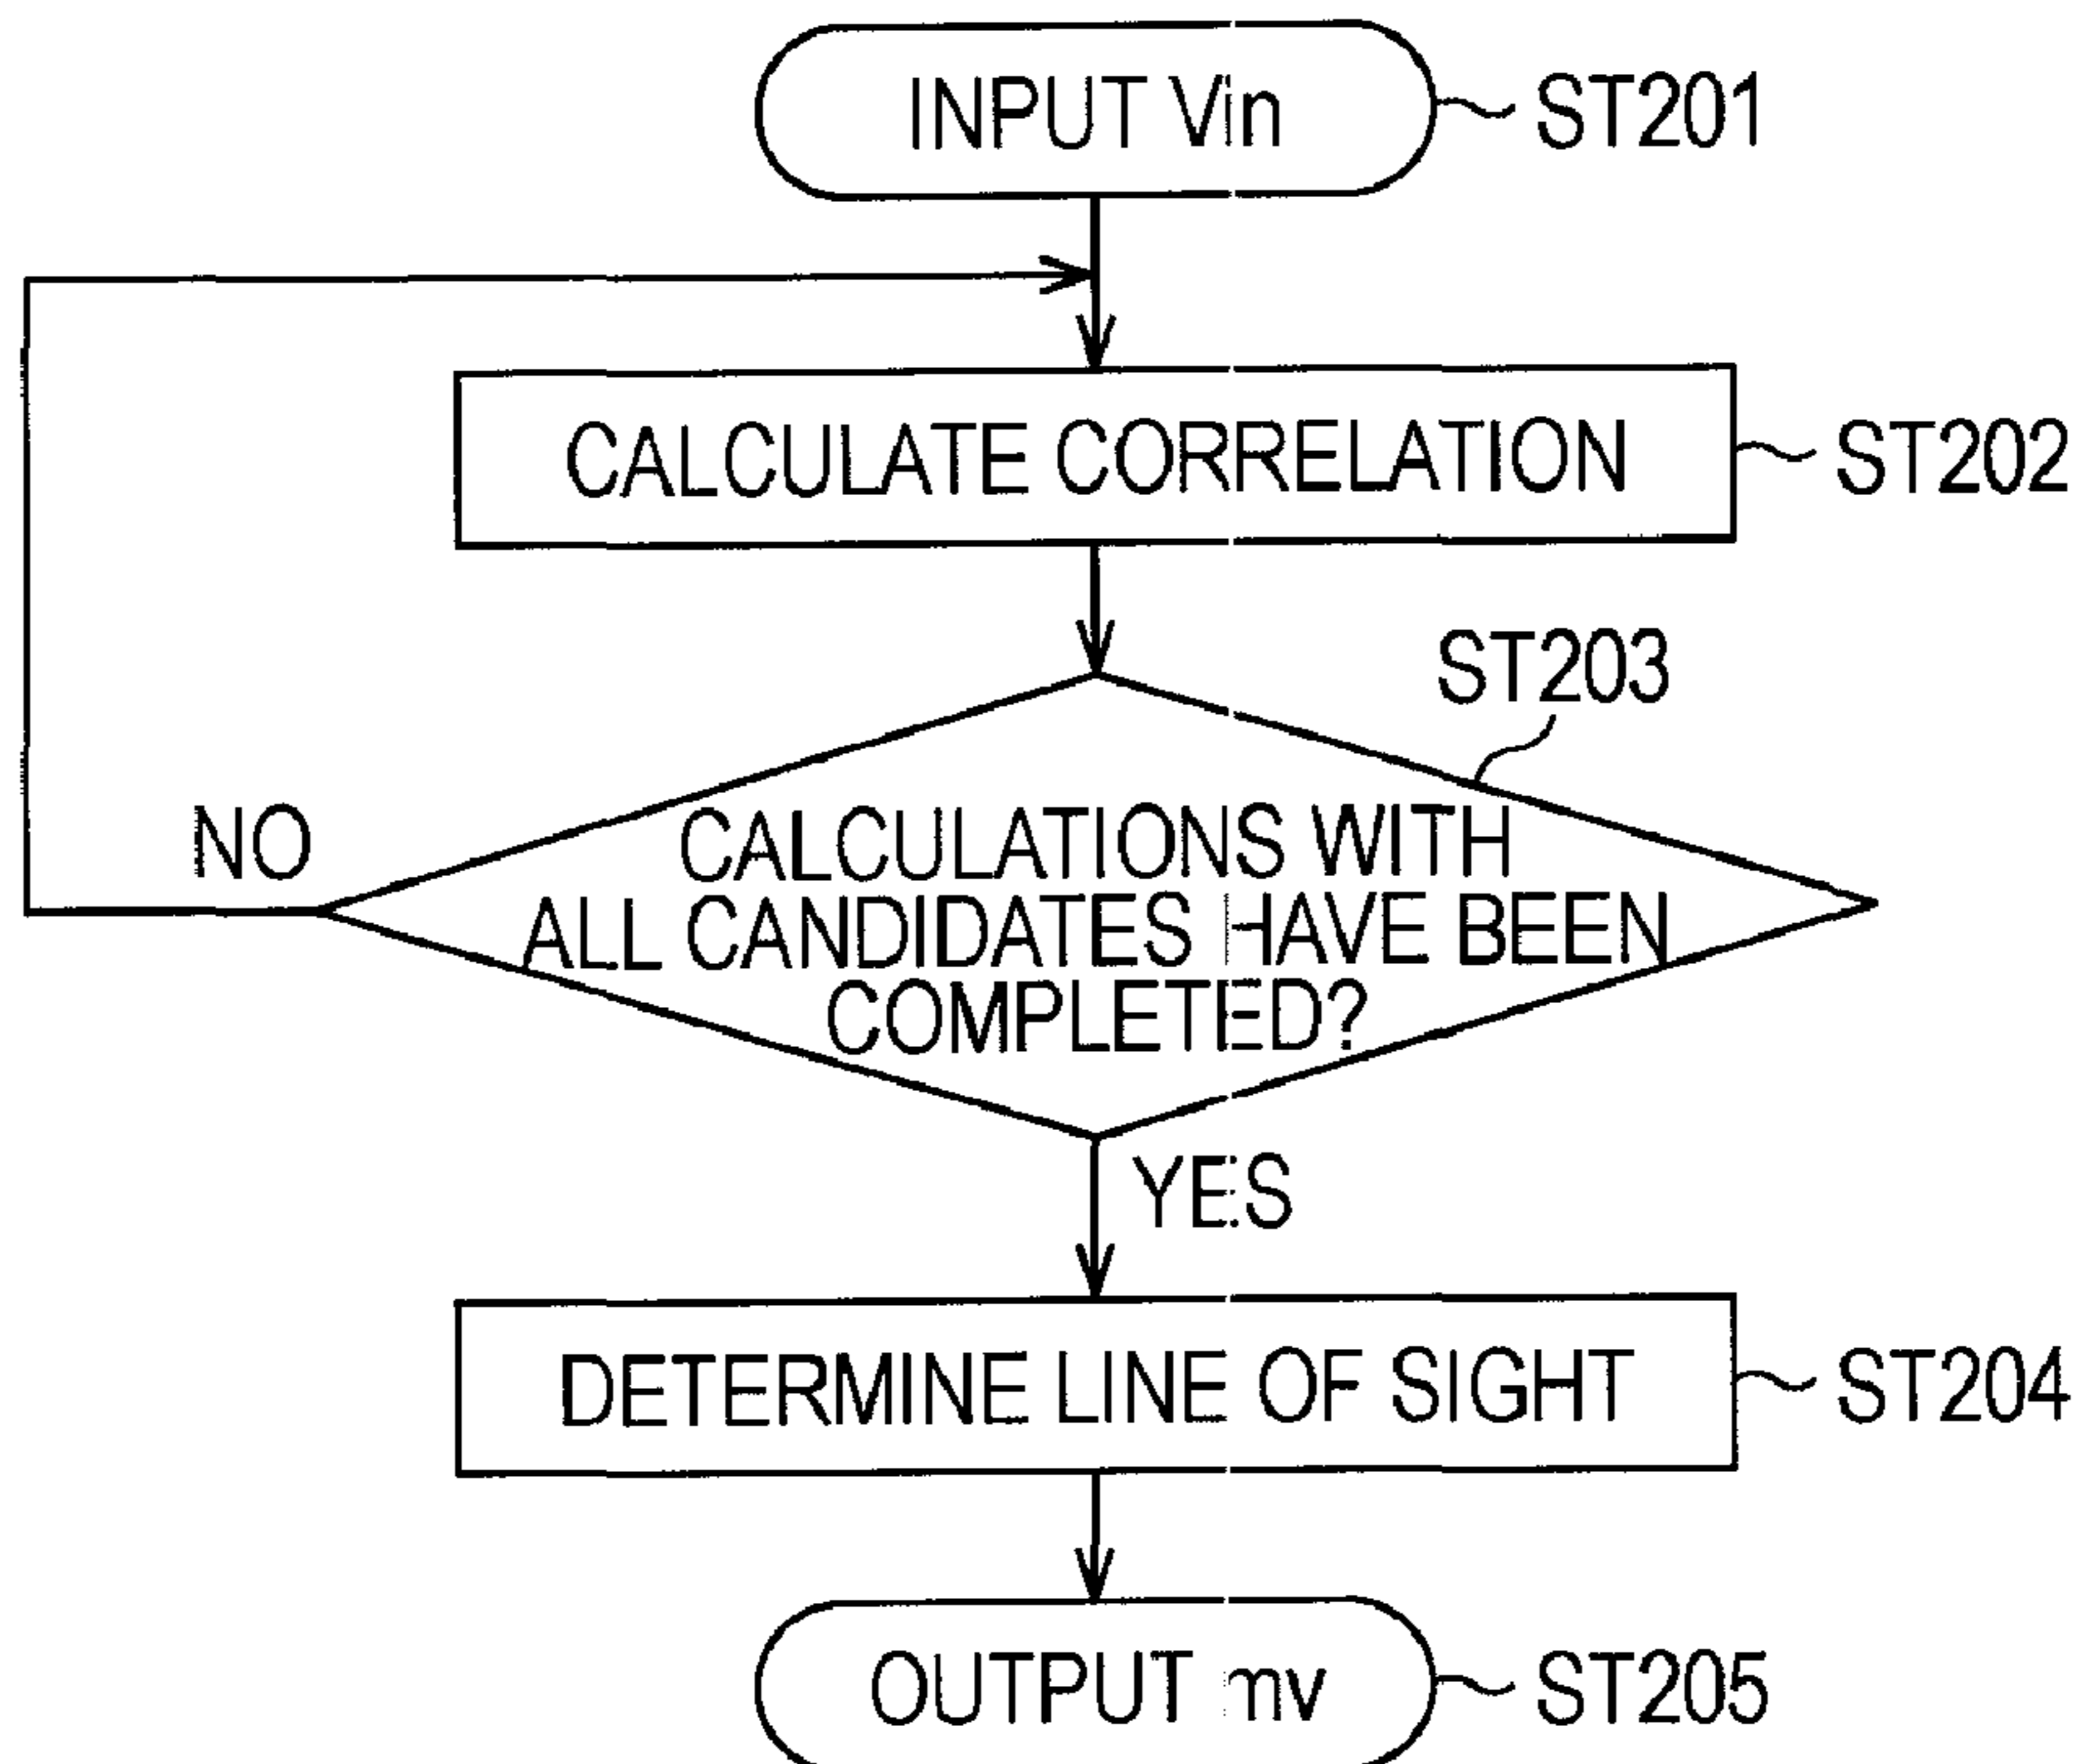 INPUT Vin
ST201
CALCULATE CORRELATION
ST202
ST203
CALCULATIONS WITH
ALL CANDIDATES HAVE BEEN
COMPLETED?
NO
YES
DETERMINE LINE OF SIGHT
ST204
OUTPUT mv
ST205